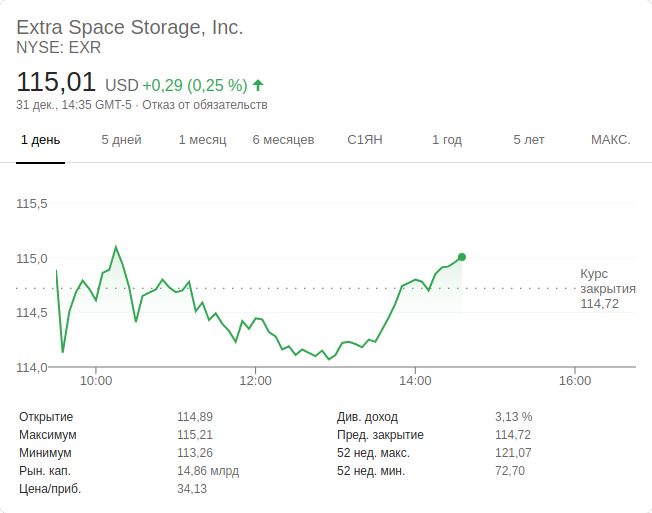 Extra Space Storage, Inc.
NYSE: EXR
115,01 USD +0,29 (0,25 %)
31 дек., 14:35 GMT-5 · Отказ от обязательств
1 день 5 дней 1 месяц 6 месяцев С1ЯН 1 год 5 лет МАКС.
115,5
115,0
114,5
114,0
Курс
закрытия
114,72
10:00 12:00 14:00 16:00
Открытие 114,89 Див. доход 3,13 %
Максимум 115,21 Пред. закрытие 114,72
Минимум 113,26 52 нед. макс. 121,07
Рын. кап. 14,86 млрд 52 нед. мин. 72,70
Цена/приб. 34,13